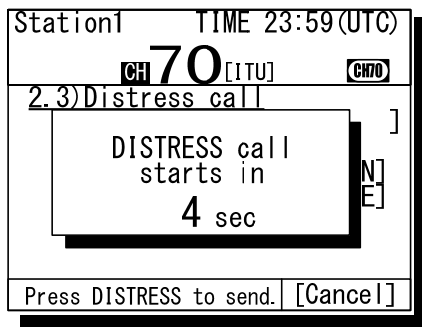 Station1 TIME 23:59(UTC)
CH 70 [ITU] CH70
2.3)Distress call
]
DISTRESS call
starts in
N]
E]
4 sec
Press DISTRESS to send. [Cancel]